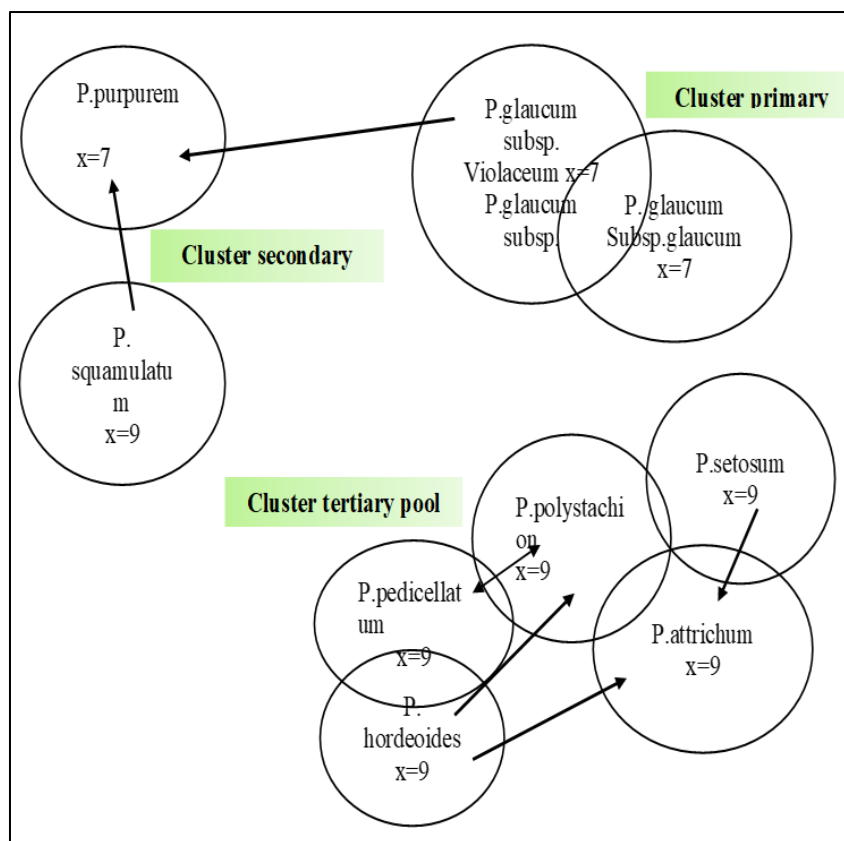 P.purpurem
x=7
P.glaucum
subsp.
Violaceum x=7
P.glaucum
subsp.
Cluster primary
P. glaucum
Subsp.glaucum
x=7
Cluster secondary
P.
squamulatu
m
x=9
Cluster tertiary pool
P.polystachi
on
x=9
P.setosum
x=9
P.pedicellat
um
x=9
P.attrichum
x=9
P.
hordeoides
x=9